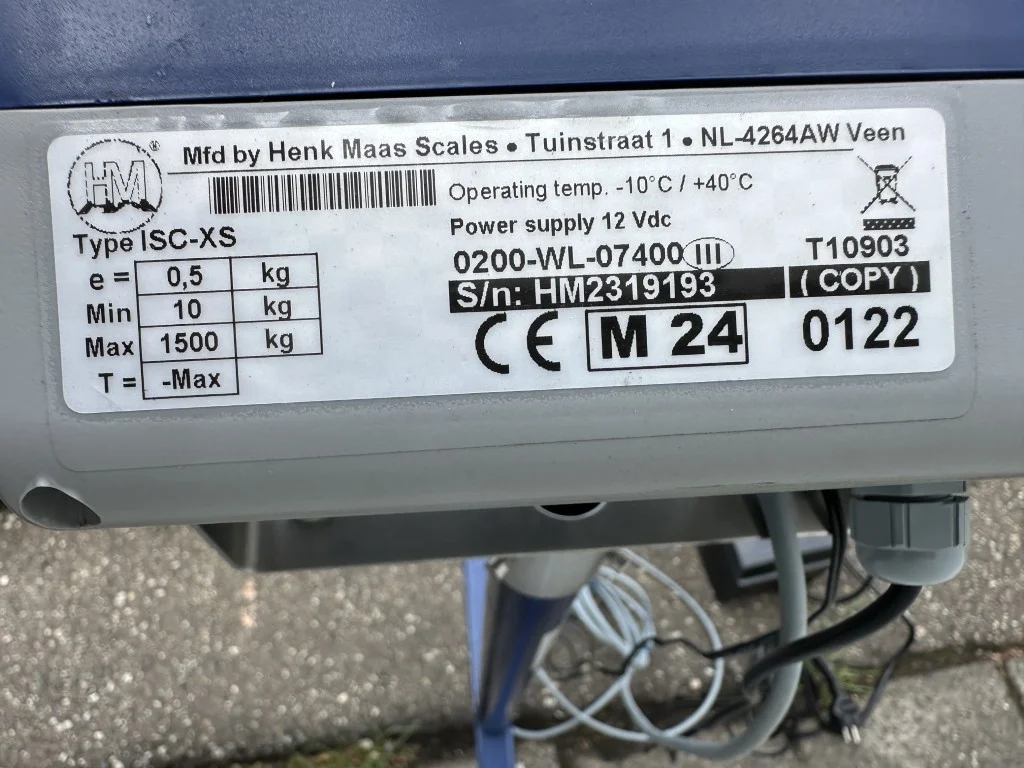 HM
Mfd by Henk Maas Scales • Tuinstraat 1 • NL-4264AW Veen
Operating temp. -10°C / +40°C
Power supply 12 Vdc
Type ISC-XS
0200-WL-07400 III
T10903
S/n: HM2319193
( COPY )
e = 0,5 kg
Min 10 kg
Max 1500 kg
T = -Max
CE M 24 0122